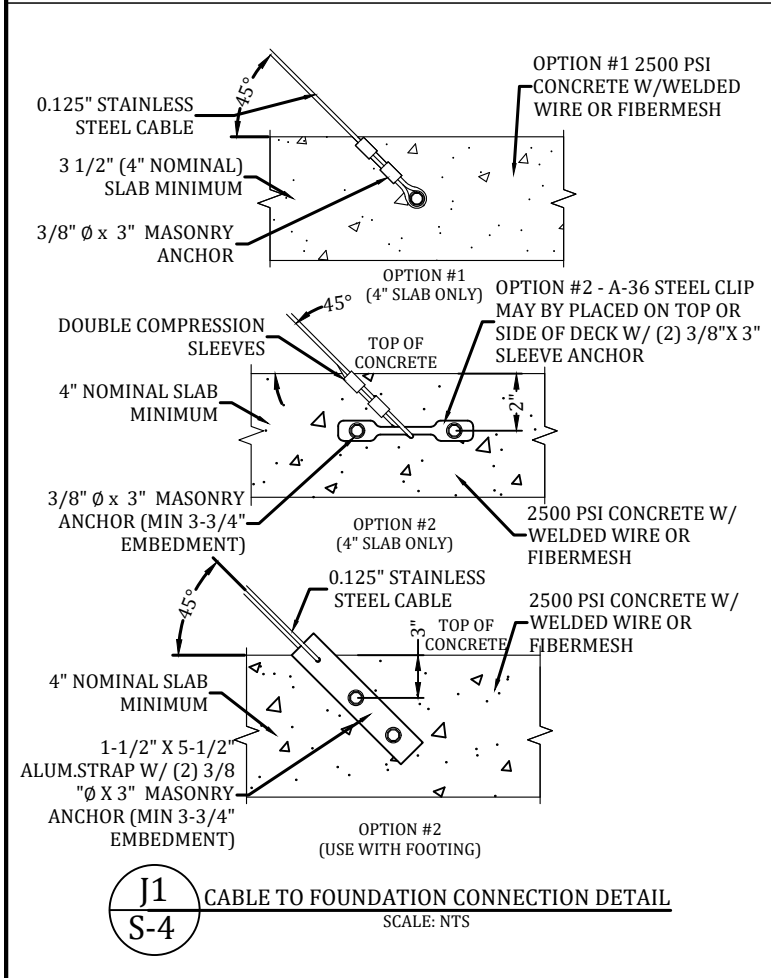 OPTION #1 2500 PSI
CONCRETE W/WELDED
WIRE OR FIBERMESH
45°
0.125" STAINLESS
STEEL CABLE
3 1/2" (4" NOMINAL)
SLAB MINIMUM
3/8" Ø x 3" MASONRY
ANCHOR
OPTION #1
(4" SLAB ONLY)
OPTION #2 - A-36 STEEL CLIP
MAY BY PLACED ON TOP OR
SIDE OF DECK W/ (2) 3/8"X 3"
SLEEVE ANCHOR
45°
DOUBLE COMPRESSION
SLEEVES
TOP OF
CONCRETE
4" NOMINAL SLAB
MINIMUM
2"
3/8" Ø x 3" MASONRY
ANCHOR (MIN 3-3/4"
EMBEDMENT)
OPTION #2
(4" SLAB ONLY)
2500 PSI CONCRETE W/
WELDED WIRE OR
FIBERMESH
0.125" STAINLESS
STEEL CABLE
45°
3"
TOP OF
CONCRETE
2500 PSI CONCRETE W/
WELDED WIRE OR
FIBERMESH
4" NOMINAL SLAB
MINIMUM
1-1/2" X 5-1/2"
ALUM.STRAP W/ (2) 3/8
"Ø X 3" MASONRY
ANCHOR (MIN 3-3/4"
EMBEDMENT)
OPTION #2
(USE WITH FOOTING)
J1
S-4
CABLE TO FOUNDATION CONNECTION DETAIL
SCALE: NTS